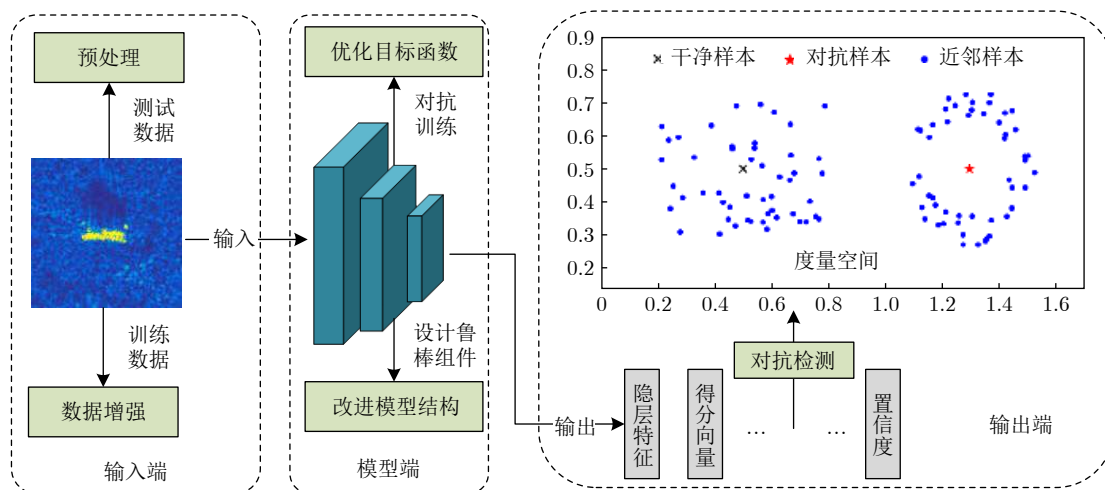 预处理
测试
数据
训练
数据
数据增强
输入端
输入
优化目标函数
对抗
训练
设计鲁
棒组件
改进模型结构
模型端
输出
0.9
0.8
0.7
0.6
0.5
0.4
0.3
0.2
干净样本 对抗样本 近邻样本
度量空间
0 0.2 0.4 0.6 0.8 1.0 1.2 1.4 1.6
对抗检测
隐层特征
得分向量
… …
置信度
输出端